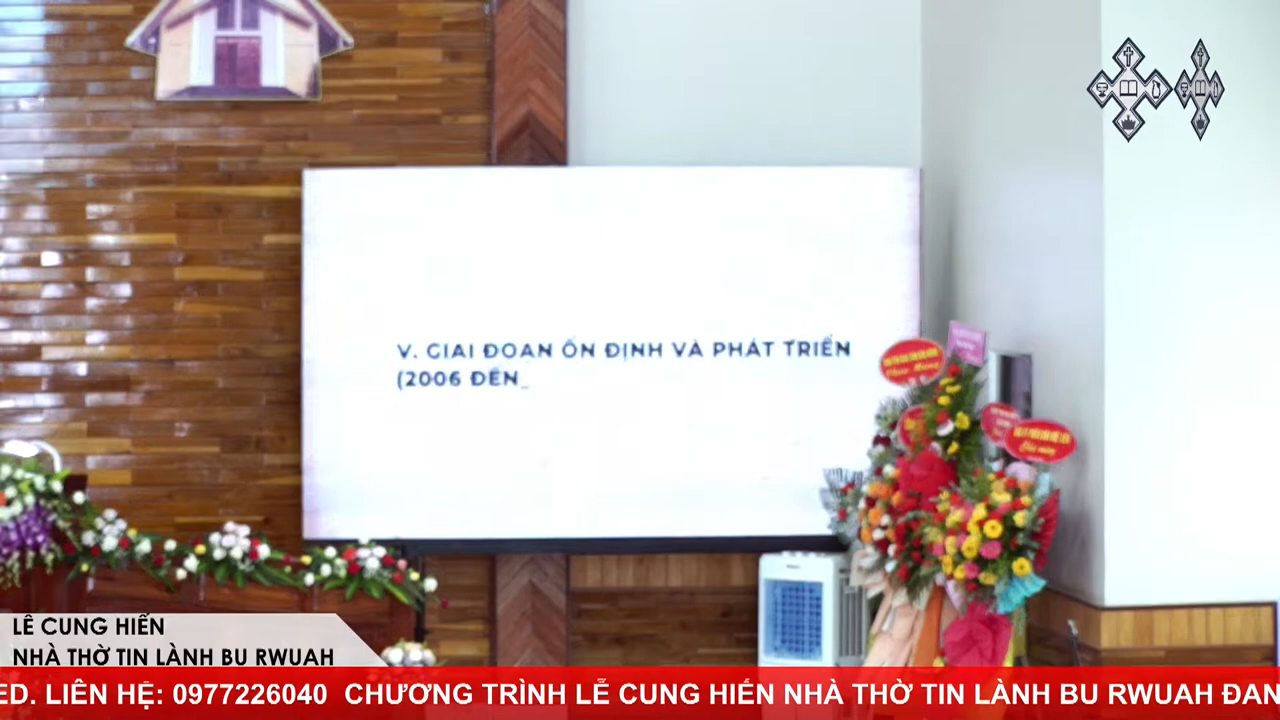 V. GIAI ĐOẠN ỔN ĐỊNH VÀ PHÁT TRIỂN
(2006 ĐẾN_
LỄ CUNG HIẾN
NHÀ THỜ TIN LÀNH BU RWUAH
ED. LIÊN HỆ: 0977226040 CHƯƠNG TRÌNH LỄ CUNG HIẾN NHÀ THỜ TIN LÀNH BU RWUAH ĐAN